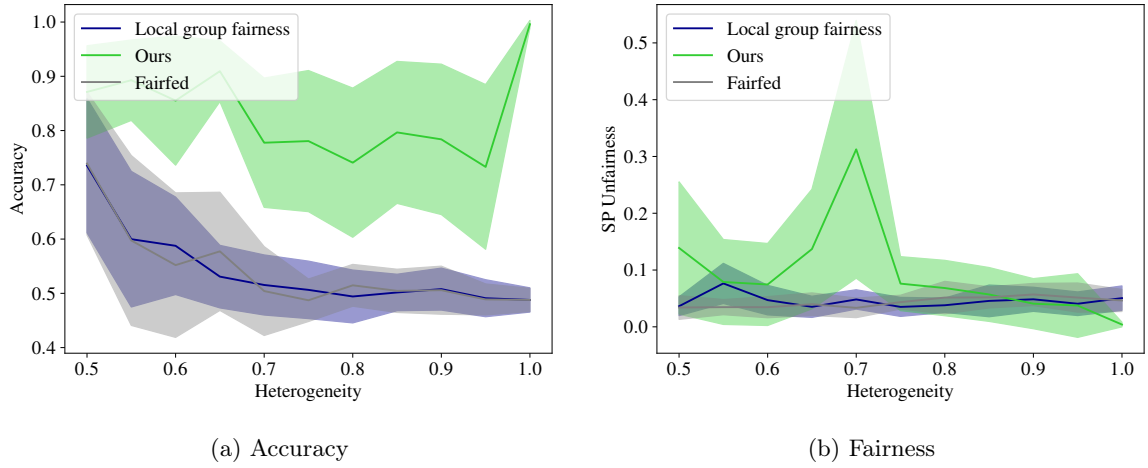 1.0
0.9
0.8
0.7
0.6
0.5
0.4
Accuracy
Local group fairness
Ours
Fairfed
0.5 0.6 0.7 0.8 0.9 1.0
Heterogeneity
(a) Accuracy
0.5
0.4
0.3
0.2
0.1
0.0
SP Unfairness
Local group fairness
Ours
Fairfed
0.5 0.6 0.7 0.8 0.9 1.0
Heterogeneity
(b) Fairness